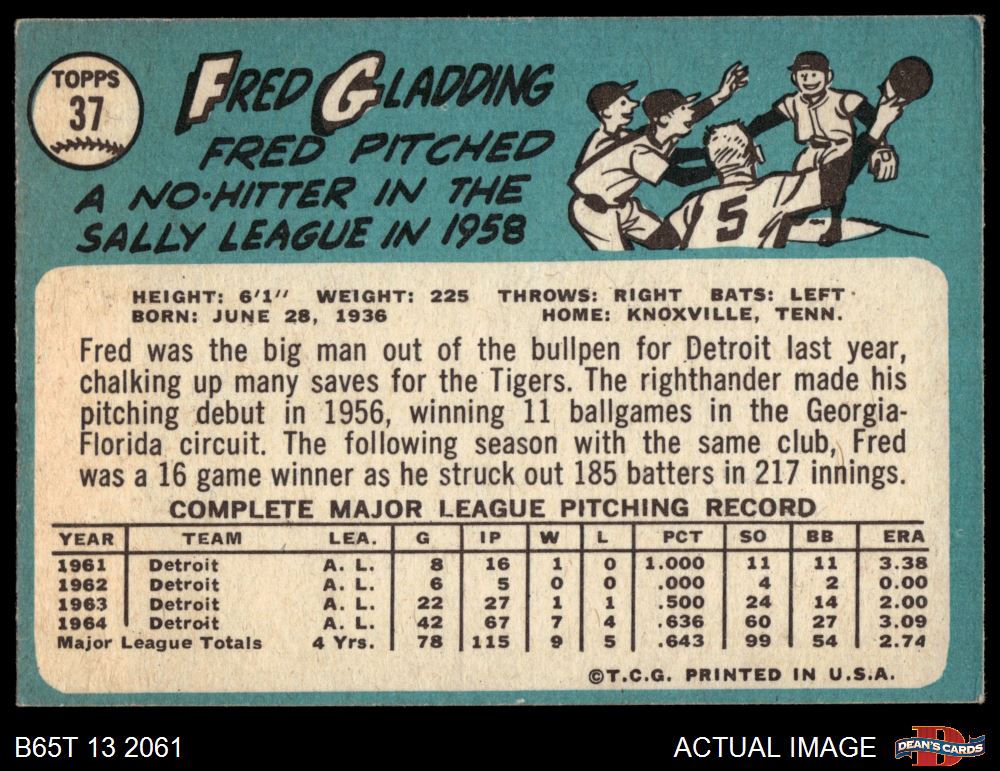 TOPPS
37
FRED GLADDING
FRED PITCHED
A NO-HITTER IN THE
SALLY LEAGUE IN 1958
5
HEIGHT: 6'1" WEIGHT: 225 THROWS: RIGHT BATS: LEFT
BORN: JUNE 28, 1936 HOME: KNOXVILLE, TENN.
Fred was the big man out of the bullpen for Detroit last year,
chalking up many saves for the Tigers. The righthander made his
pitching debut in 1956, winning 11 ballgames in the Georgia-
Florida circuit. The following season with the same club, Fred
was a 16 game winner as he struck out 185 batters in 217 innings.
COMPLETE MAJOR LEAGUE PITCHING RECORD
YEAR TEAM LEA. G IP W L PCT SO BB ERA
1961 Detroit A. L. 8 16 1 0 1.000 11 11 3.38
1962 Detroit A. L. 6 5 0 0 .000 4 2 0.00
1963 Detroit A. L. 22 27 1 1 .500 24 14 2.00
1964 Detroit A. L. 42 67 7 4 .636 60 27 3.09
Major League Totals 4 Yrs. 78 115 9 5 .643 99 54 2.74
©T.C.G. PRINTED IN U.S.A.
B65T 13 2061 ACTUAL IMAGE DEAN'S CARDS